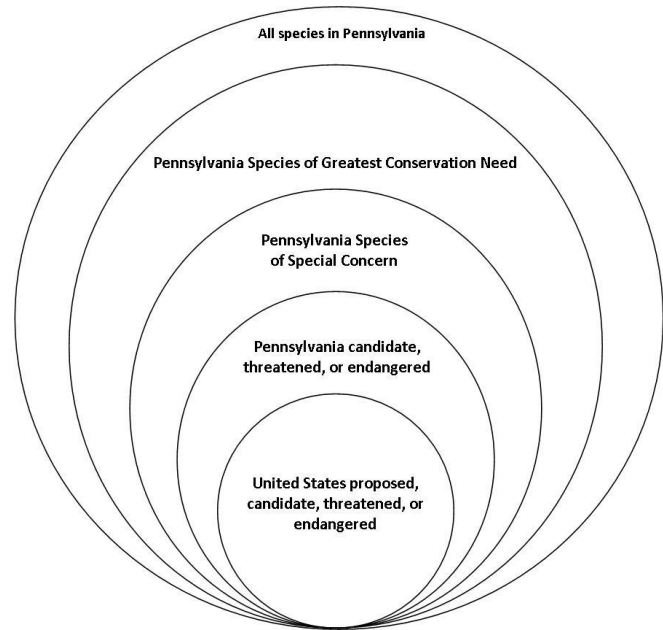 All species in Pennsylvania
Pennsylvania Species of Greatest Conservation Need
Pennsylvania Species
of Special Concern
Pennsylvania candidate,
threatened, or endangered
United States proposed,
candidate, threatened, or
endangered